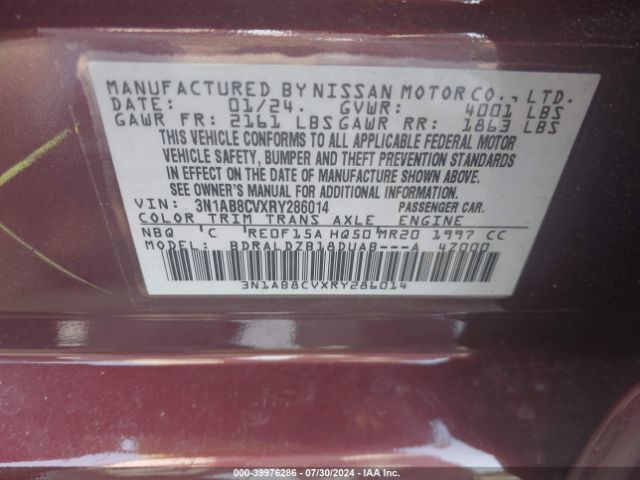 MANUFACTURED BY NISSAN MOTOR CO., LTD.
DATE: 01/24. GVWR: 4001 LBS
GAWR FR: 2161 LBS GAWR RR: 1863 LBS
THIS VEHICLE CONFORMS TO ALL APPLICABLE FEDERAL MOTOR
VEHICLE SAFETY, BUMPER AND THEFT PREVENTION STANDARDS
IN EFFECT ON THE DATE OF MANUFACTURE SHOWN ABOVE.
SEE OWNER'S MANUAL FOR ADDITIONAL INFORMATION.
VIN: 3N1AB8CVXRY286014 PASSENGER CAR.
COLOR TRIM TRANS AXLE ENGINE
NBQ 'C RE0F15A HQ50 MR20 1997 CC
BDRALDZB18DUAB---A 47000
3N1AB8CVXRY286014
000-39976286 | 07/30/2024 - IAA Inc.